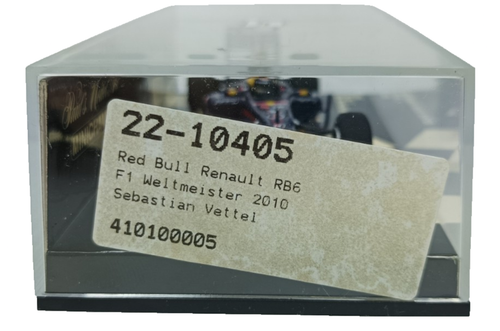 22-10405
Red Bull Renault RB6
F1 Weltmeister 2010
Sebastian Vettel
410100005